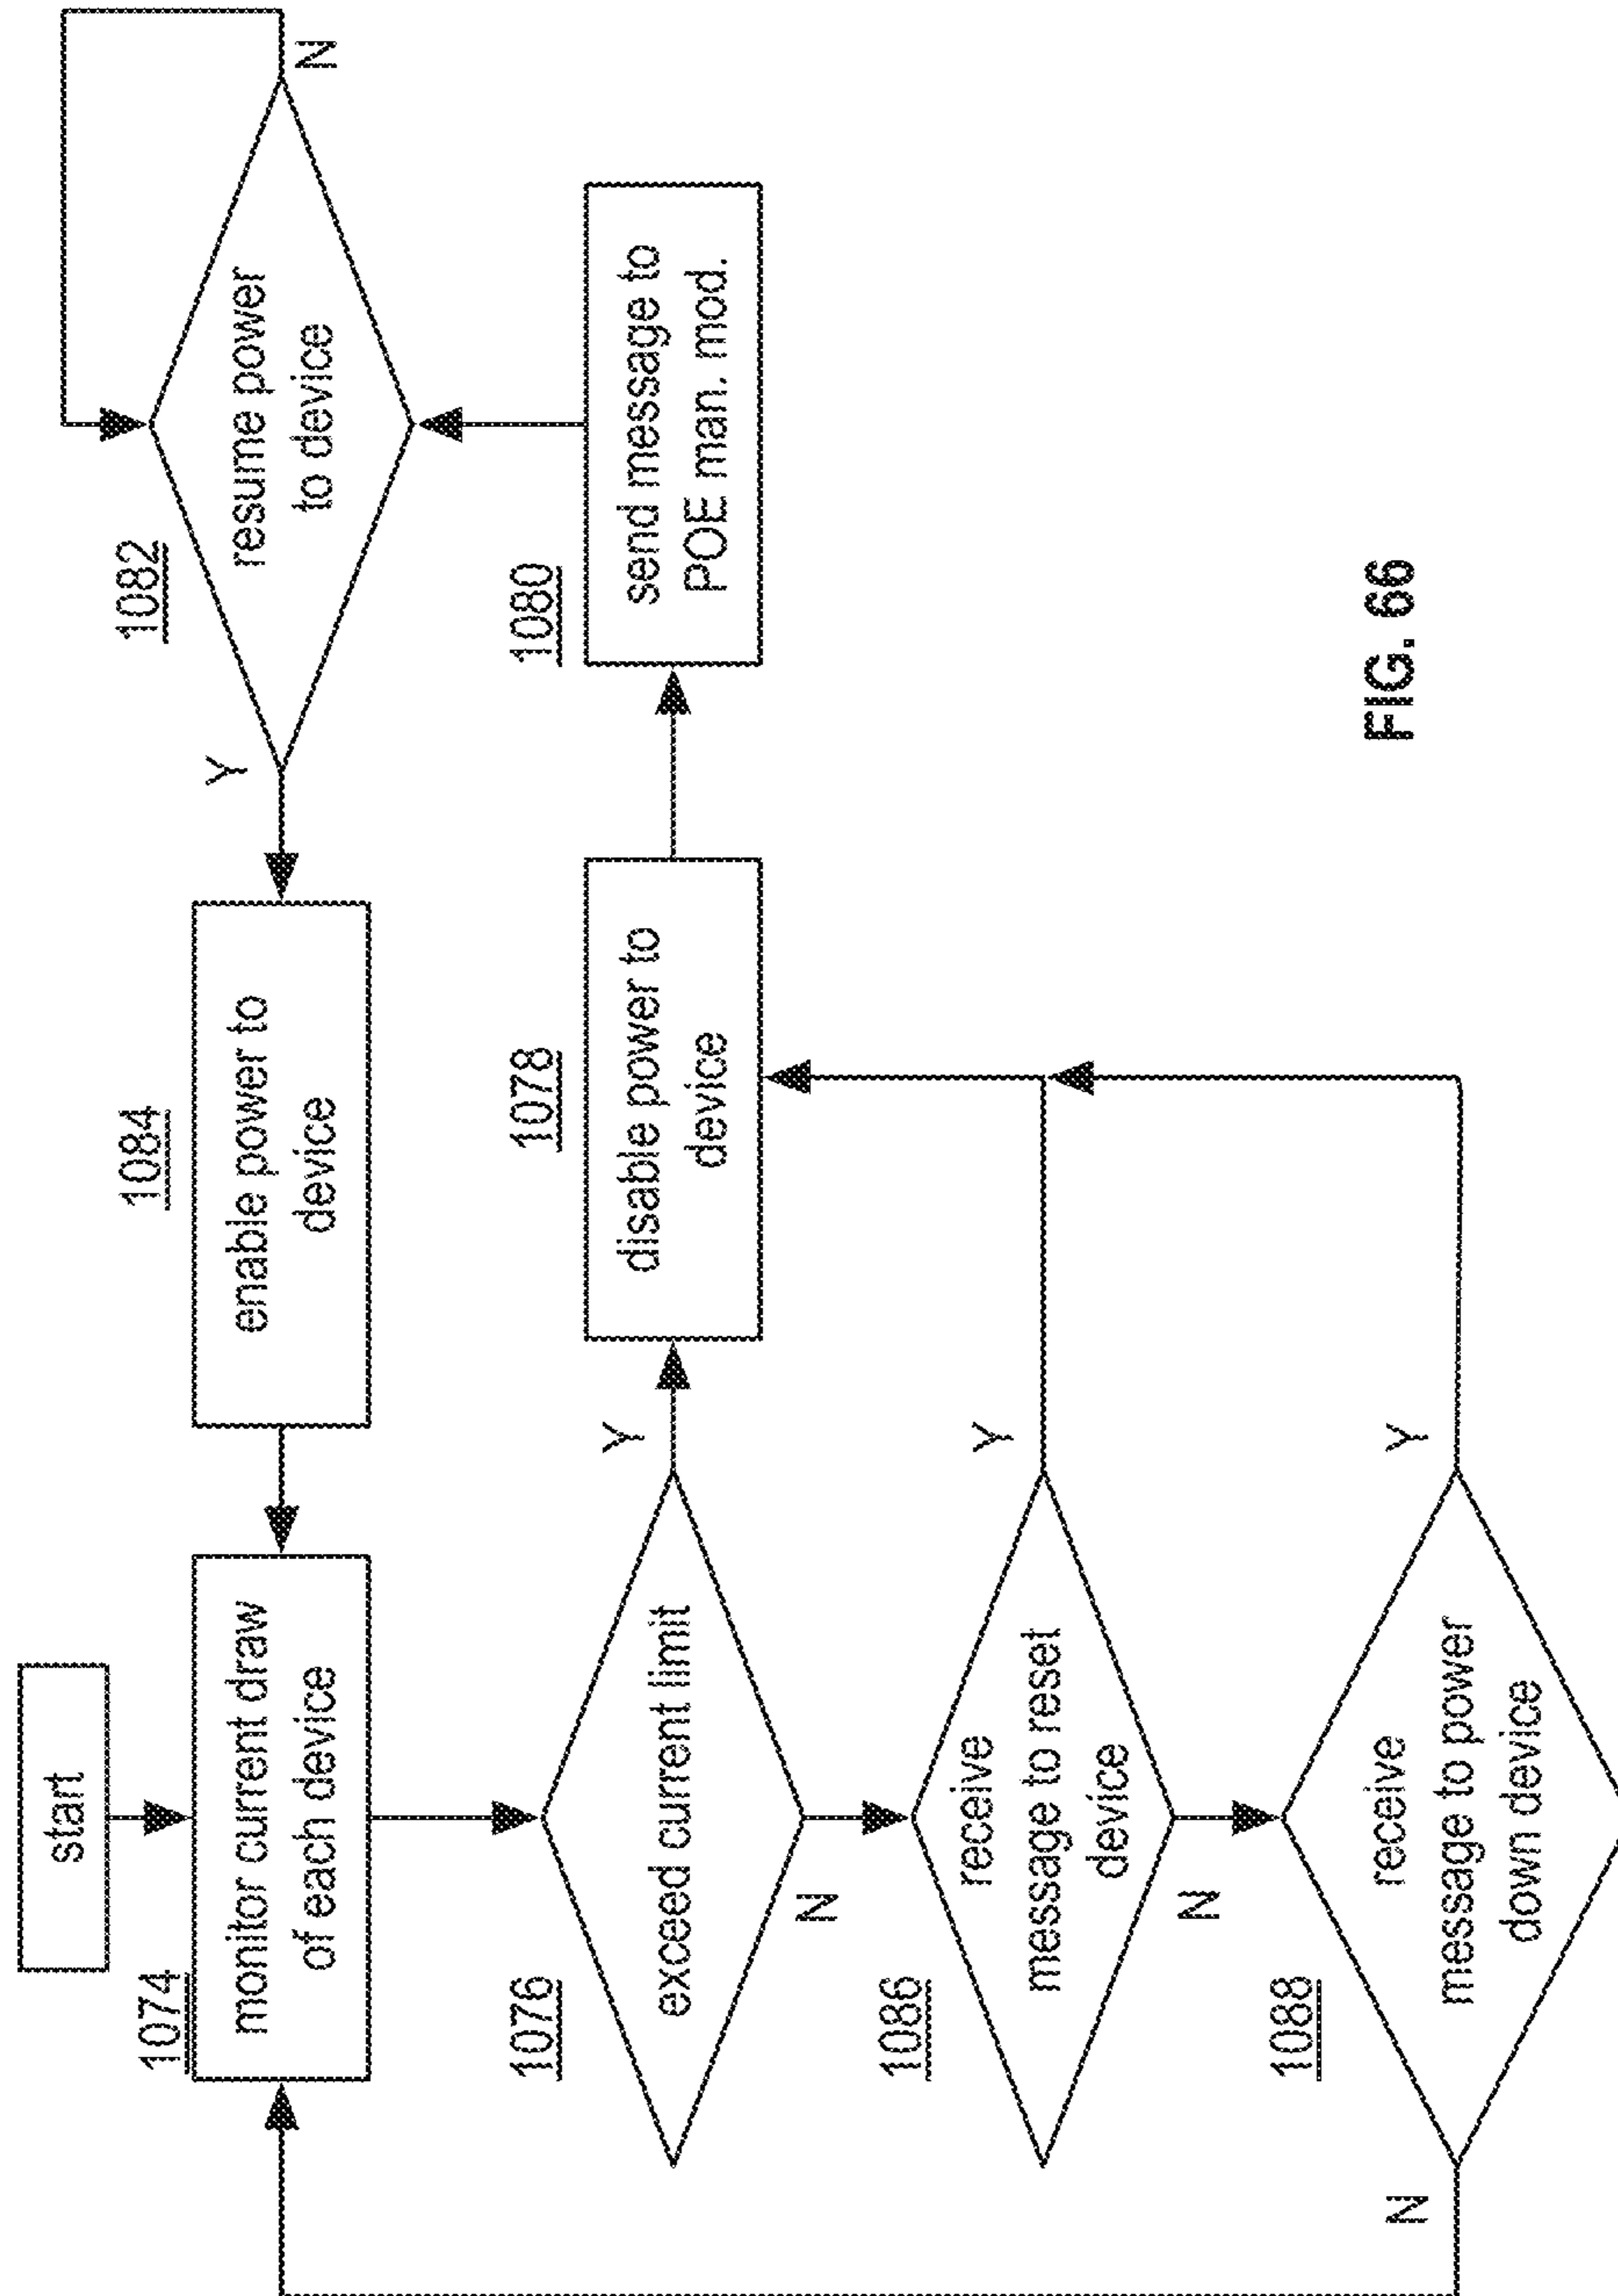 start
1074
monitor current draw
of each device
1084
enable power to
device
Y
1082
resume power
to device
N
1076
exceed current limit
Y
N
1078
disable power to
device
1080
send message to
POE man. mod.
1086
receive
message to reset
device
Y
N
1088
receive
message to power
down device
Y
N
FIG. 66